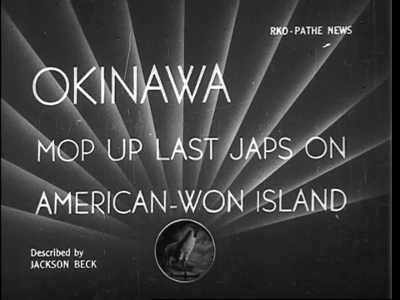 RKO-PATHE NEWS
OKINAWA
MOP UP LAST JAPS ON
AMERICAN-WON ISLAND
Described by
JACKSON BECK